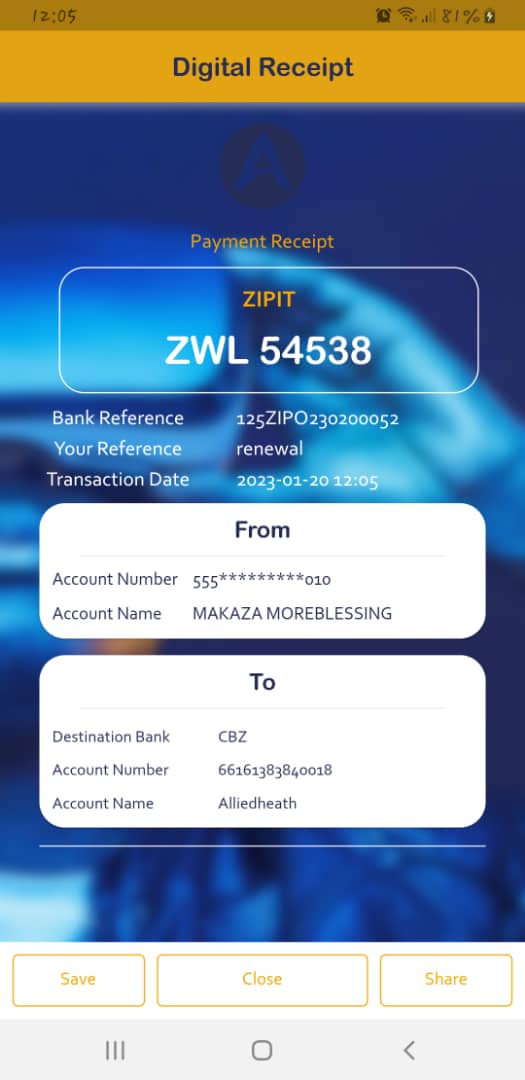 12:05 81%
Digital Receipt
A
Payment Receipt
ZIPIT
ZWL 54538
Bank Reference 125ZIPO230200052
Your Reference renewal
Transaction Date 2023-01-20 12:05
From
Account Number 555*********010
Account Name MAKAZA MOREBLESSING
To
Destination Bank CBZ
Account Number 66161383840018
Account Name Alliedheath
Save Close Share